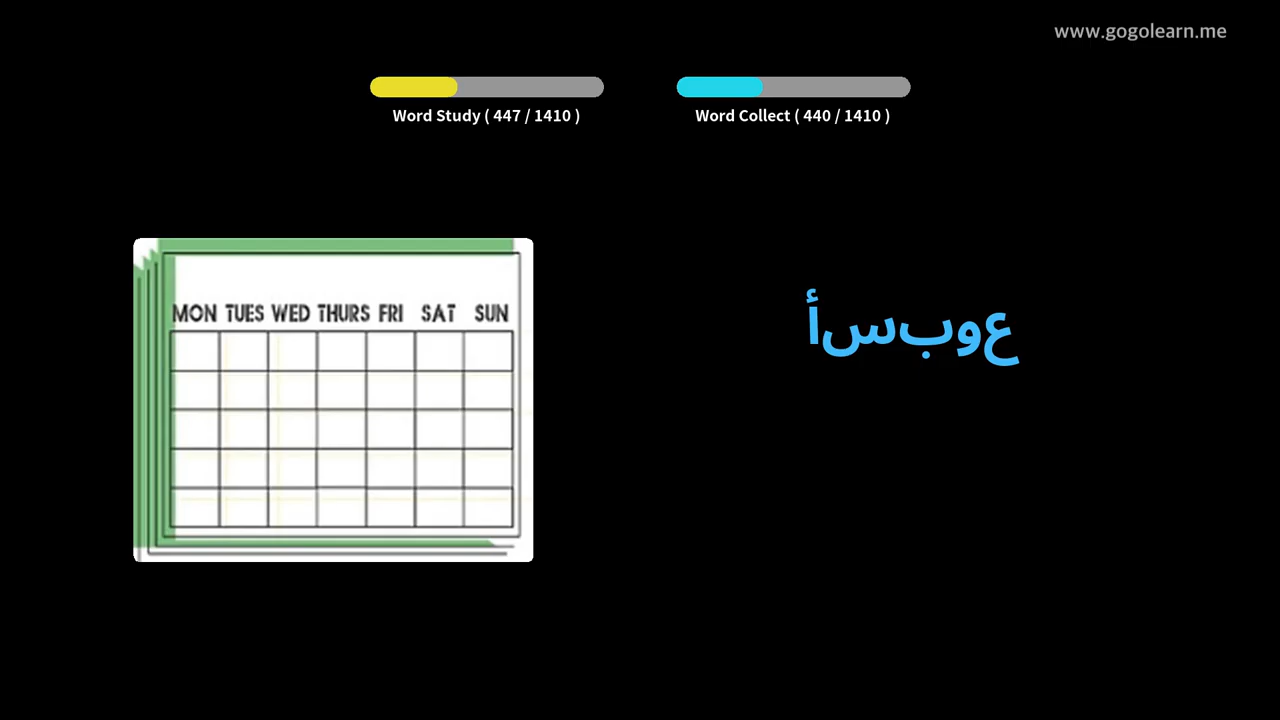 www.gogolearn.me
Word Study ( 447 / 1410 )
Word Collect ( 440 / 1410 )
MON TUES WED THURS FRI SAT SUN
أسبوع